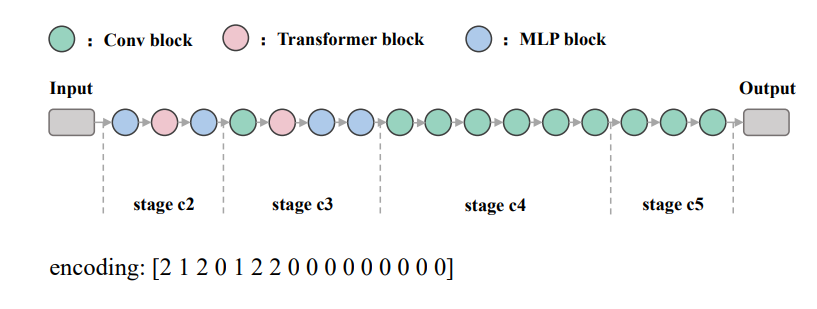 : Conv block : Transformer block : MLP block
Input Output
stage c2 stage c3 stage c4 stage c5
encoding: [2 1 2 0 1 2 2 0 0 0 0 0 0 0 0 0]